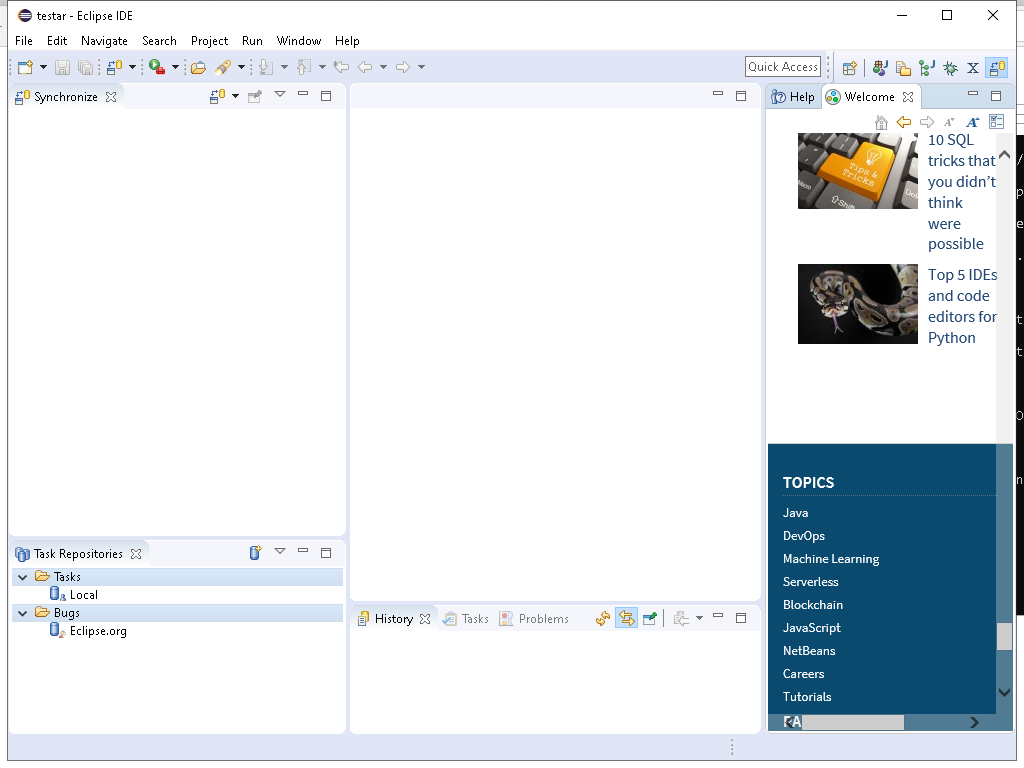 testar - Eclipse IDE
File Edit Navigate Search Project Run Window Help
Quick Access
Synchronize
Help
Welcome
Tips & Tricks
Shift
10 SQL
tricks that
you didn’t
think
were
possible
Top 5 IDEs
and code
editors for
Python
TOPICS
Java
DevOps
Machine Learning
Serverless
Blockchain
JavaScript
NetBeans
Careers
Tutorials
Task Repositories
Tasks
Local
Bugs
Eclipse.org
History
Tasks
Problems